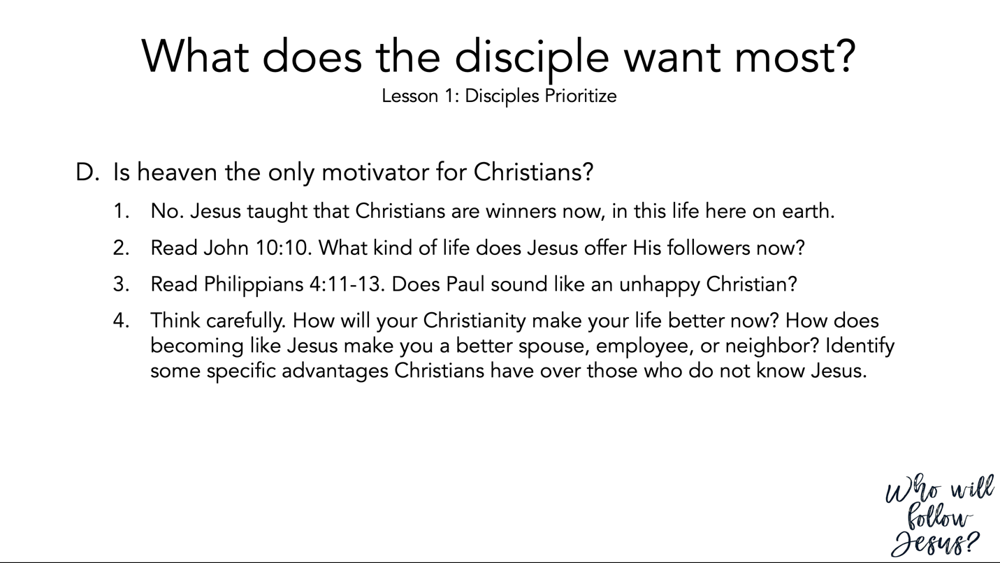 What does the disciple want most?
Lesson 1: Disciples Prioritize
D. Is heaven the only motivator for Christians?
1. No. Jesus taught that Christians are winners now, in this life here on earth.
2. Read John 10:10. What kind of life does Jesus offer His followers now?
3. Read Philippians 4:11-13. Does Paul sound like an unhappy Christian?
4. Think carefully. How will your Christianity make your life better now? How does
becoming like Jesus make you a better spouse, employee, or neighbor? Identify
some specific advantages Christians have over those who do not know Jesus.
Who will
follow
Jesus?